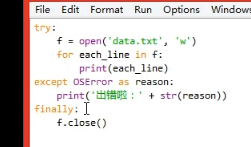 File Edit Format Run Options Windows
try:
    f = open('data.txt', 'w')
    for each_line in f:
        print(each_line)
except OSError as reason:
    print('出错啦：' + str(reason))
finally:
    f.close()